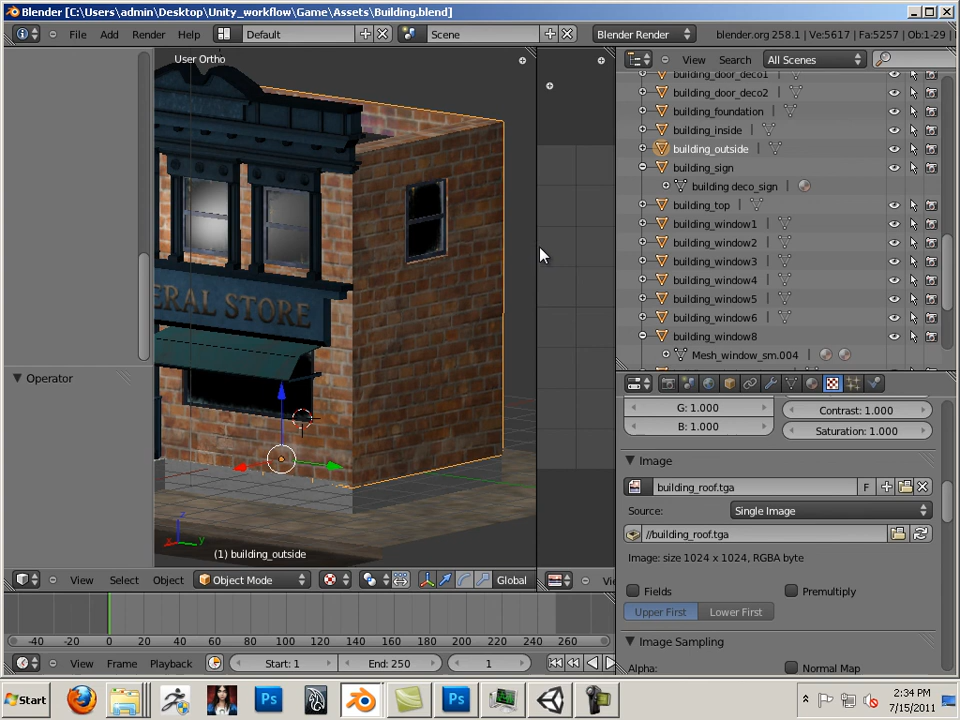 Blender [C:\Users\admin\Desktop\Unity_workflow\Game\Assets\Building.blend]
File Add Render Help Default Scene Blender Render blender.org 258.1 | Ve:5617 | Fa:5257 | Ob:1-29 |
User Ortho
View Search All Scenes
building_door_deco1
building_door_deco2
building_foundation
building_inside
building_outside
building_sign
building deco_sign
building_top
building_window1
building_window2
building_window3
building_window4
building_window5
building_window6
building_window8
Mesh_window_sm.004
ERAL STORE
Operator
G: 1.000 Contrast: 1.000
B: 1.000 Saturation: 1.000
Image
building_roof.tga F
Source: Single Image
//building_roof.tga
Image: size 1024 x 1024, RGBA byte
Fields Premultiply
Upper First Lower First
Image Sampling
Alpha: Normal Map
(1) building_outside
z
x y
View Select Object Object Mode Global
-40 -20 0 20 40 60 80 100 120 140 160 180 200 220 240 260
View Frame Playback Start: 1 End: 250 1
Start Ps Ps 2:34 PM
7/15/2011